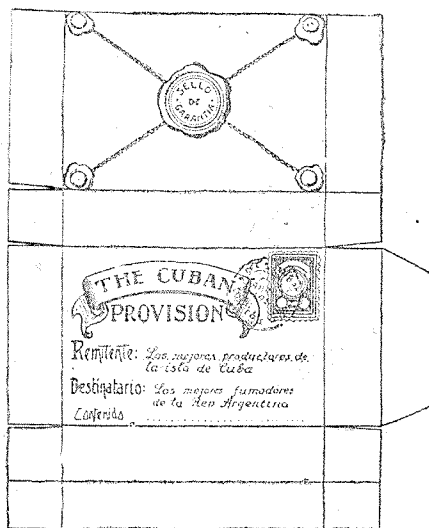 SELLO
DE
GARANTIA
THE CUBAN
PROVISION
Remitente: Los mejores productores de
la isla de Cuba
Destinatario: Los mejores fumadores
de la Rep Argentina
Contenido